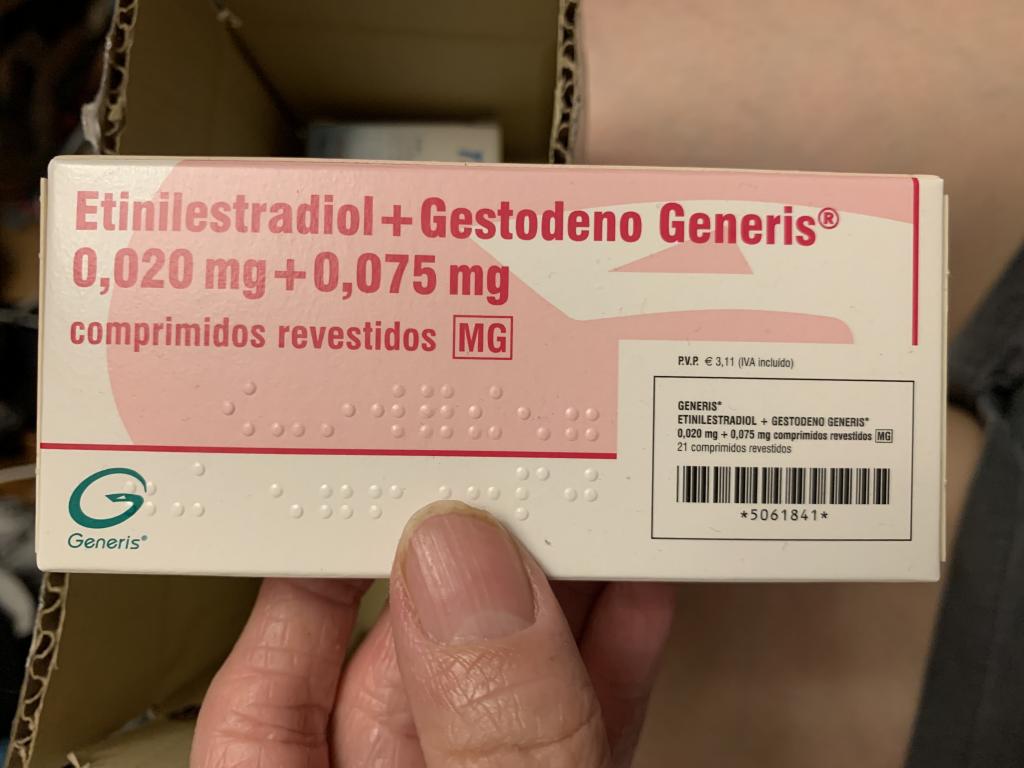 Etinilestradiol+Gestodeno Generis®
0,020 mg+0,075 mg
comprimidos revestidos MG
P.V.P. € 3,11 (IVA incluído)
GENERIS®
ETINILESTRADIOL + GESTODENO GENERIS®
0,020 mg + 0,075 mg comprimidos revestidos MG
21 comprimidos revestidos
*5061841*
Generis®